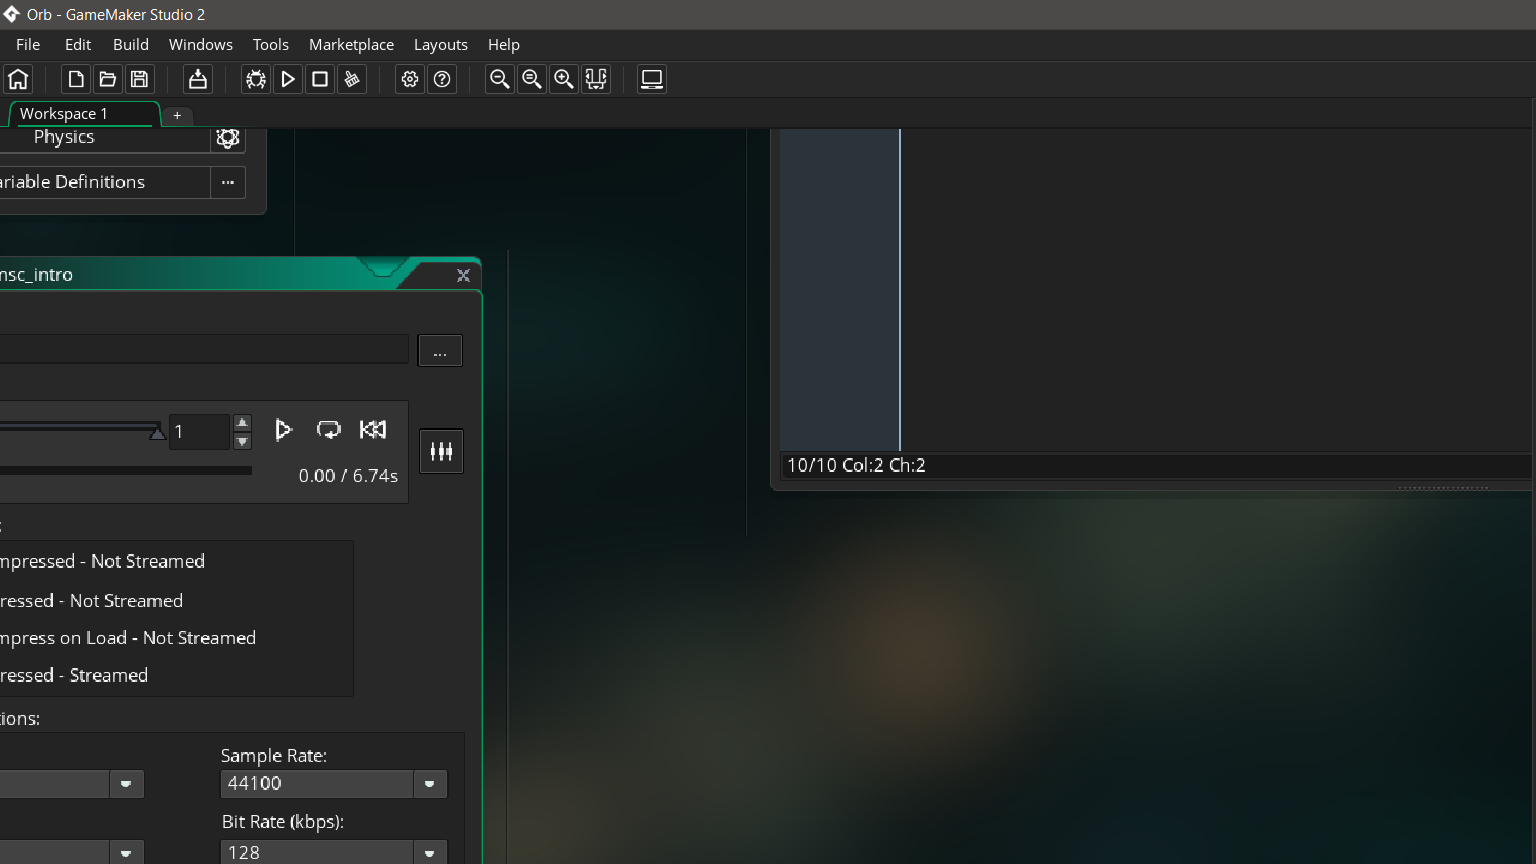 Orb - GameMaker Studio 2
File Edit Build Windows Tools Marketplace Layouts Help
Workspace 1 +
Physics
ariable Definitions ...
nsc_intro
...
1
0.00 / 6.74s
:
mpressed - Not Streamed
ressed - Not Streamed
mpress on Load - Not Streamed
ressed - Streamed
tions:
Sample Rate:
44100
Bit Rate (kbps):
128
10/10 Col:2 Ch:2